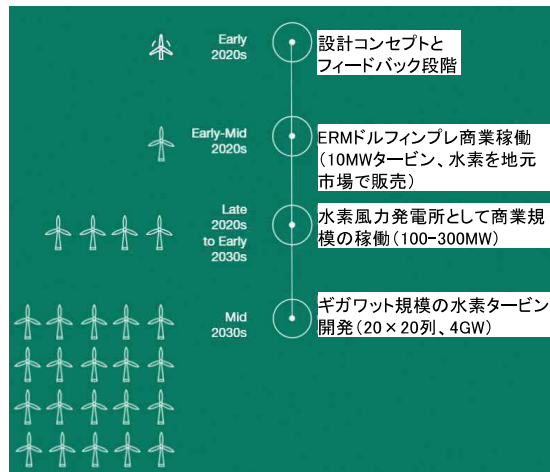 Early
2020s
設計コンセプトと
フィードバック段階
Early-Mid
2020s
ERMドルフィンプレ商業稼働
(10MWタービン、水素を地元
市場で販売)
Late
2020s
to Early
2030s
水素風力発電所として商業規
模の稼働(100-300MW)
Mid
2030s
ギガワット規模の水素タービン
開発(20×20列、4GW)